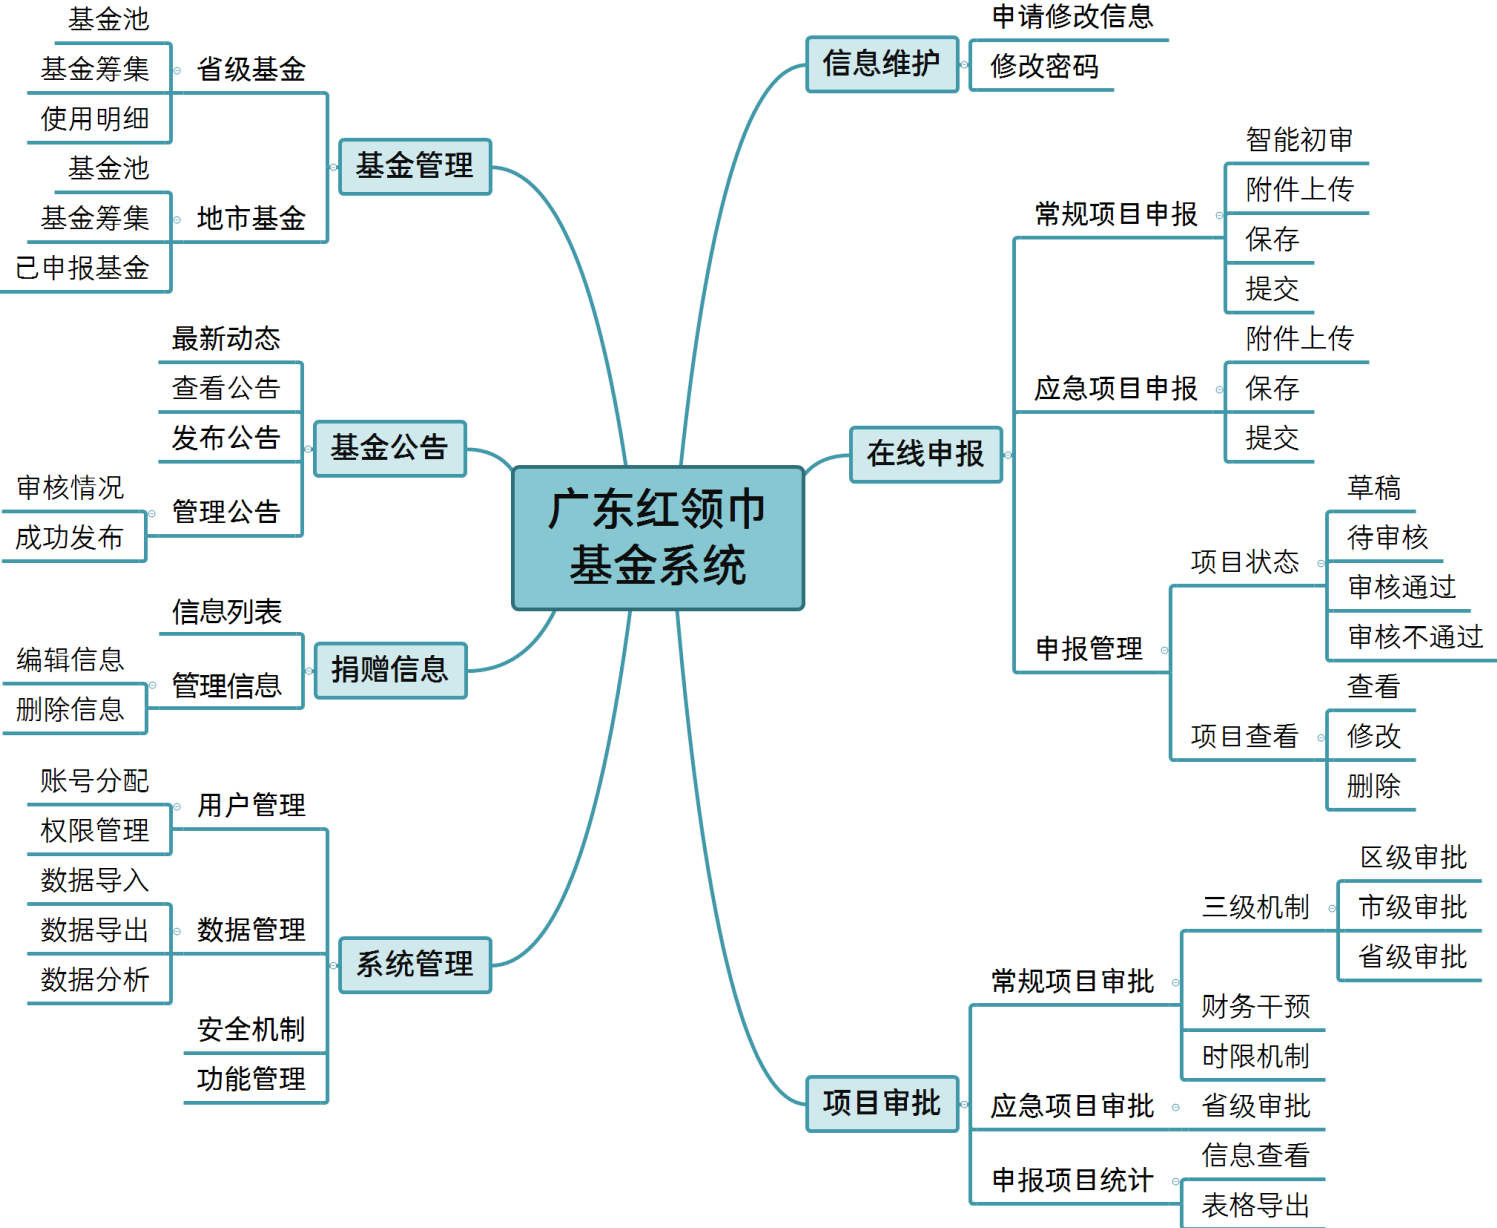 广东红领巾
基金系统
信息维护
申请修改信息
修改密码
在线申报
常规项目申报
智能初审
附件上传
保存
提交
应急项目申报
附件上传
保存
提交
申报管理
项目状态
草稿
待审核
审核通过
审核不通过
项目查看
查看
修改
删除
项目审批
常规项目审批
三级机制
区级审批
市级审批
省级审批
财务干预
时限机制
应急项目审批
省级审批
申报项目统计
信息查看
表格导出
基金管理
省级基金
基金池
基金筹集
使用明细
地市基金
基金池
基金筹集
已申报基金
基金公告
最新动态
查看公告
发布公告
管理公告
审核情况
成功发布
捐赠信息
信息列表
管理信息
编辑信息
删除信息
系统管理
用户管理
账号分配
权限管理
数据管理
数据导入
数据导出
数据分析
安全机制
功能管理